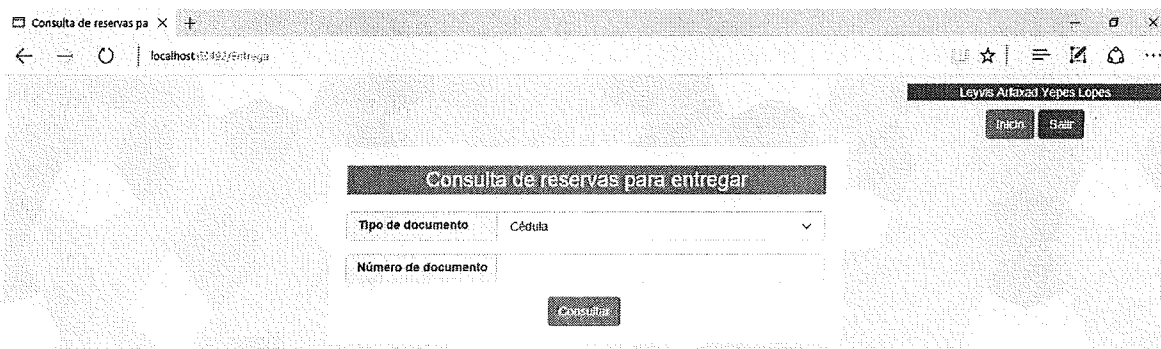 Consulta de reservas pa
localhost
Leyvis Arfaxad Yepes Lopes
Inicio Salir
Consulta de reservas para entregar
Tipo de documento Cédula
Número de documento
Consultar